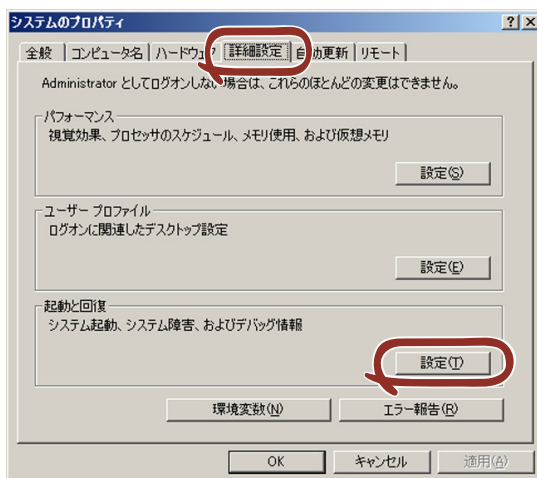 システムのプロパティ
全般 コンピュータ名 ハードウェア 詳細設定 自動更新 リモート
Administrator としてログオンしない場合は、これらのほとんどの変更はできません。
パフォーマンス
視覚効果、プロセッサのスケジュール、メモリ使用、および仮想メモリ
設定(S)
ユーザー プロファイル
ログオンに関連したデスクトップ設定
設定(E)
起動と回復
システム起動、システム障害、およびデバッグ情報
設定(T)
環境変数(N) エラー報告(R)
OK キャンセル 適用(A)